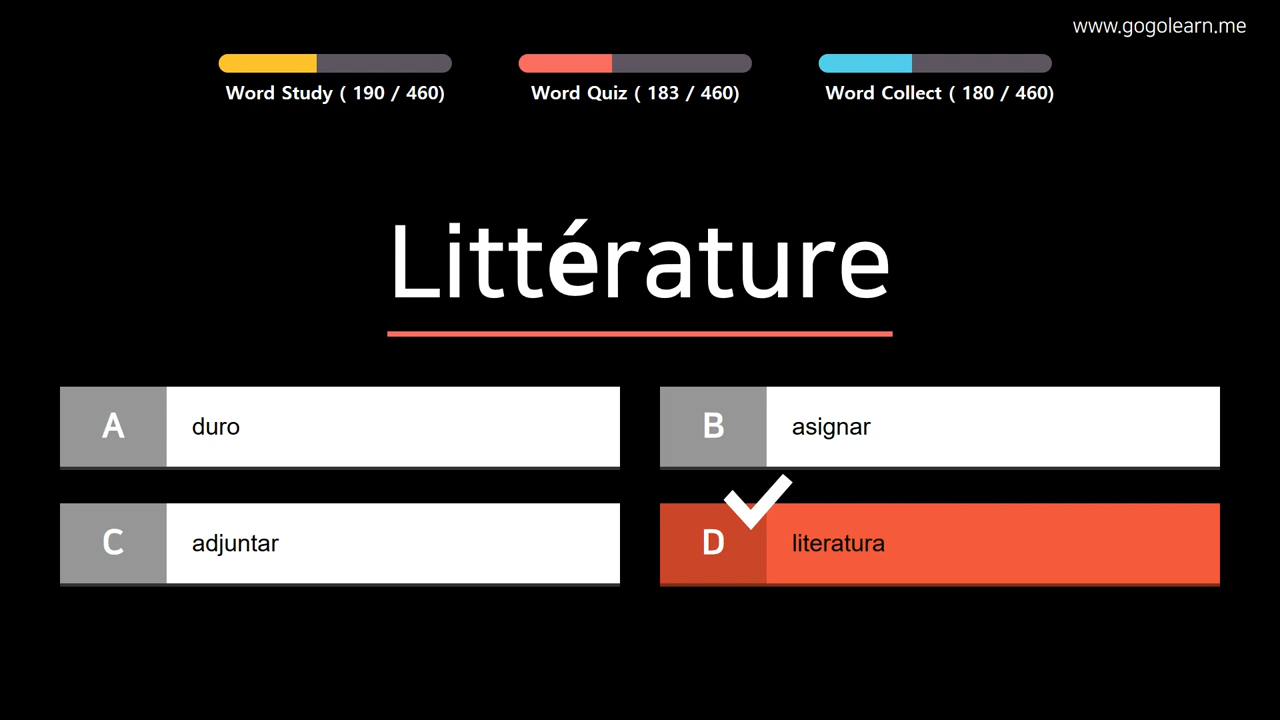 www.gogolearn.me
Word Study ( 190 / 460)
Word Quiz ( 183 / 460)
Word Collect ( 180 / 460)
Littérature
A duro
B asignar
C adjuntar
D literatura